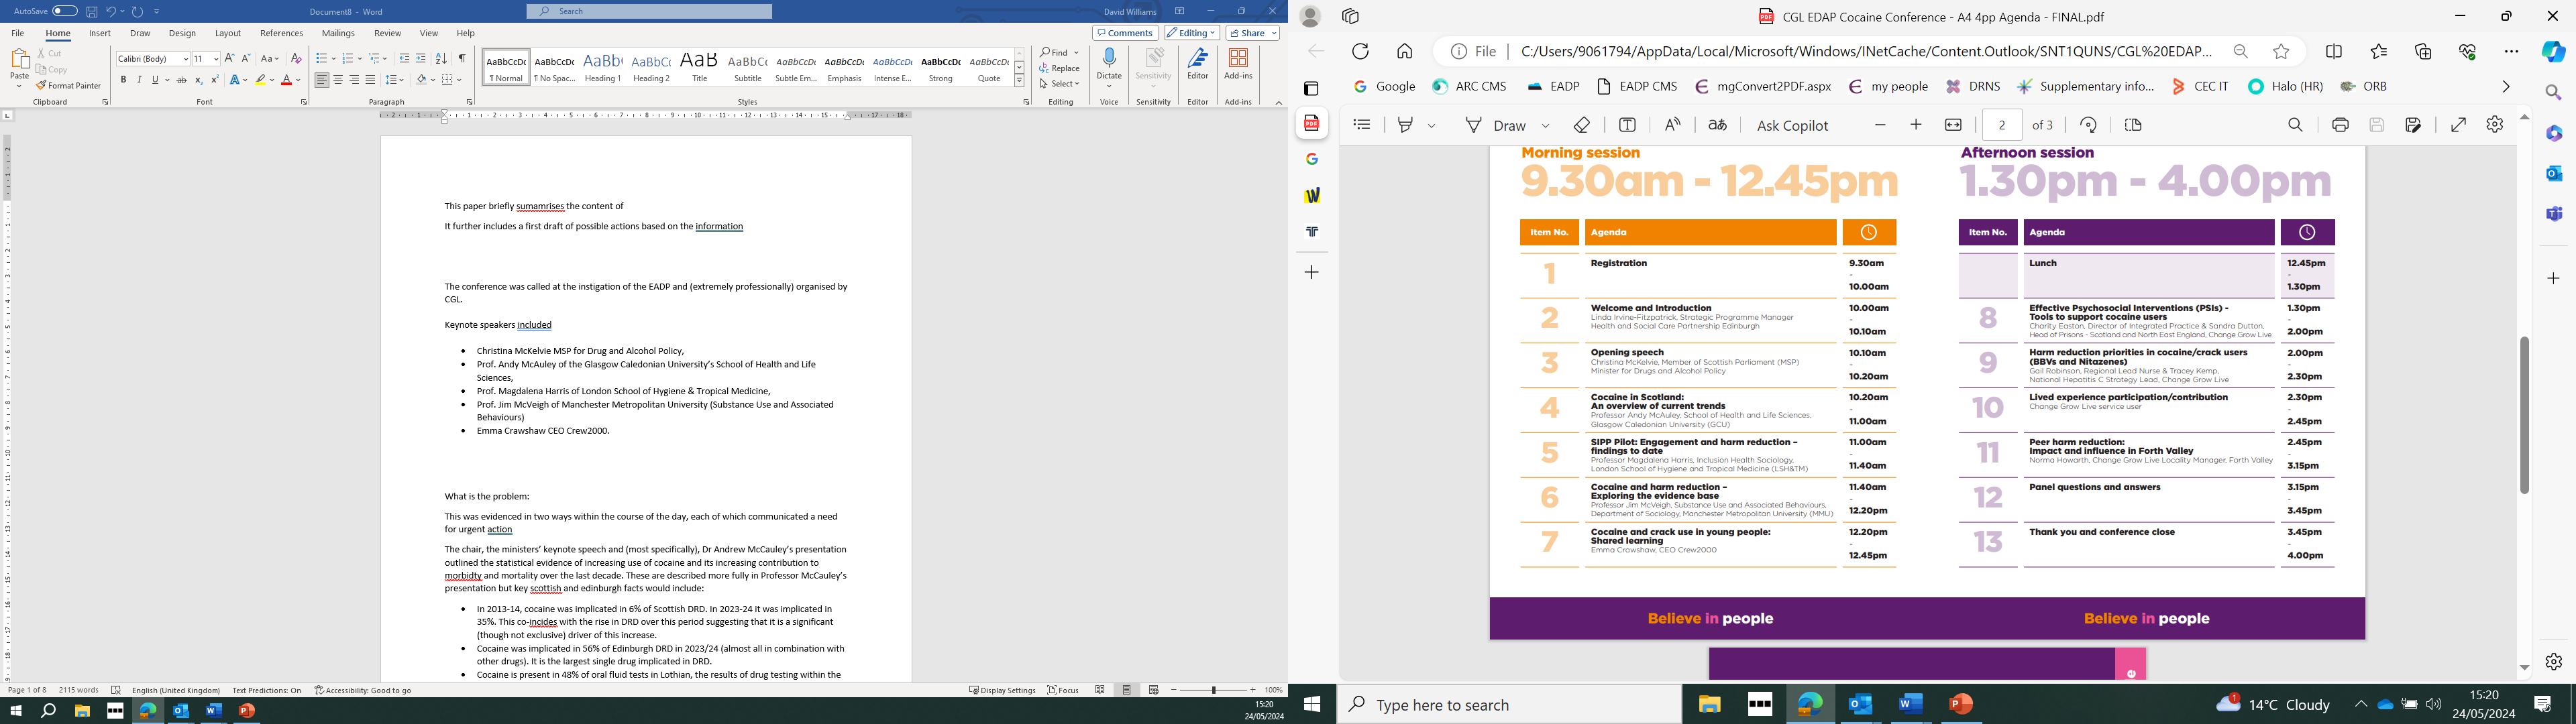 AutoSave
Document8 - Word
Search
David Williams
File Home Insert Draw Design Layout References Mailings Review View Help
Comments Editing Share
Paste
Cut
Copy
Format Painter
Clipboard
Calibri (Body) 11
Font
Paragraph
AaBbCcDc AaBbCcDc AaBb( AaBbC( AaB AaBbCc AaBbCcDc AaBbCcDc AaBbCcDc AaBbCcDc AaBbCcDc
¶ Normal ¶ No Spac... Heading 1 Heading 2 Title Subtitle Subtle Em... Emphasis Intense E... Strong Quote
Styles
Find
Replace
Select
Editing
Dictate
Voice
Sensitivity
Sensitivity
Editor
Editor
Add-ins
Add-ins
This paper briefly sumamrises the content of
It further includes a first draft of possible actions based on the information
The conference was called at the instigation of the EADP and (extremely professionally) organised by
CGL.
Keynote speakers included
• Christina McKelvie MSP for Drug and Alcohol Policy,
• Prof. Andy McAuley of the Glasgow Caledonian University's School of Health and Life
Sciences,
• Prof. Magdalena Harris of London School of Hygiene & Tropical Medicine,
• Prof. Jim McVeigh of Manchester Metropolitan University (Substance Use and Associated
Behaviours)
• Emma Crawshaw CEO Crew2000.
What is the problem:
This was evidenced in two ways within the course of the day, each of which communicated a need
for urgent action
The chair, the ministers' keynote speech and (most specifically), Dr Andrew McCauley's presentation
outlined the statistical evidence of increasing use of cocaine and its increasing contribution to
morbidty and mortality over the last decade. These are described more fully in Professor McCauley's
presentation but key scottish and edinburgh facts would include:
• In 2013-14, cocaine was implicated in 6% of Scottish DRD. In 2023-24 it was implicated in
35%. This co-incides with the rise in DRD over this period suggesting that it is a significant
(though not exclusive) driver of this increase.
• Cocaine was implicated in 56% of Edinburgh DRD in 2023/24 (almost all in combination with
other drugs). It is the largest single drug implicated in DRD.
• Cocaine is present in 48% of oral fluid tests in Lothian, the results of drug testing within the
Page 1 of 8 2115 words English (United Kingdom) Text Predictions: On Accessibility: Good to go Display Settings Focus 100%
15:20
24/05/2024
CGL EDAP Cocaine Conference - A4 4pp Agenda - FINAL.pdf
File C:/Users/9061794/AppData/Local/Microsoft/Windows/INetCache/Content.Outlook/SNT1QUNS/CGL%20EDAP...
Google ARC CMS EADP EADP CMS mgConvert2PDF.aspx my people DRNS Supplementary info... CEC IT Halo (HR) ORB
Draw Ask Copilot 2 of 3
Morning session
9.30am - 12.45pm
Item No. Agenda
1 Registration 9.30am - 10.00am
2 Welcome and Introduction 10.00am - 10.10am
Linda Irvine-Fitzpatrick, Strategic Programme Manager
Health and Social Care Partnership Edinburgh
3 Opening speech 10.10am - 10.20am
Christina McKelvie, Member of Scottish Parliament (MSP)
Minister for Drugs and Alcohol Policy
4 Cocaine in Scotland: 10.20am - 11.00am
An overview of current trends
Professor Andy McAuley, School of Health and Life Sciences,
Glasgow Caledonian University (GCU)
5 SIPP Pilot: Engagement and harm reduction – 11.00am - 11.40am
findings to date
Professor Magdalena Harris, Inclusion Health Sociology,
London School of Hygiene and Tropical Medicine (LSH&TM)
6 Cocaine and harm reduction – 11.40am - 12.20pm
Exploring the evidence base
Professor Jim McVeigh, Substance Use and Associated Behaviours,
Department of Sociology, Manchester Metropolitan University (MMU)
7 Cocaine and crack use in young people: 12.20pm - 12.45pm
Shared learning
Emma Crawshaw, CEO Crew2000
Believe in people
Afternoon session
1.30pm - 4.00pm
Item No. Agenda
Lunch 12.45pm - 1.30pm
8 Effective Psychosocial Interventions (PSIs) - 1.30pm - 2.00pm
Tools to support cocaine users
Charity Easton, Director of Integrated Practice & Sandra Dutton,
Head of Prisons - Scotland and North East England, Change Grow Live
9 Harm reduction priorities in cocaine/crack users 2.00pm - 2.30pm
(BBVs and Nitazenes)
Gail Robinson, Regional Lead Nurse & Tracey Kemp,
National Hepatitis C Strategy Lead, Change Grow Live
10 Lived experience participation/contribution 2.30pm - 2.45pm
Change Grow Live service user
11 Peer harm reduction: 2.45pm - 3.15pm
Impact and influence in Forth Valley
Norma Howarth, Change Grow Live Locality Manager, Forth Valley
12 Panel questions and answers 3.15pm - 3.45pm
13 Thank you and conference close 3.45pm - 4.00pm
Believe in people
Type here to search
14°C Cloudy
15:20
24/05/2024